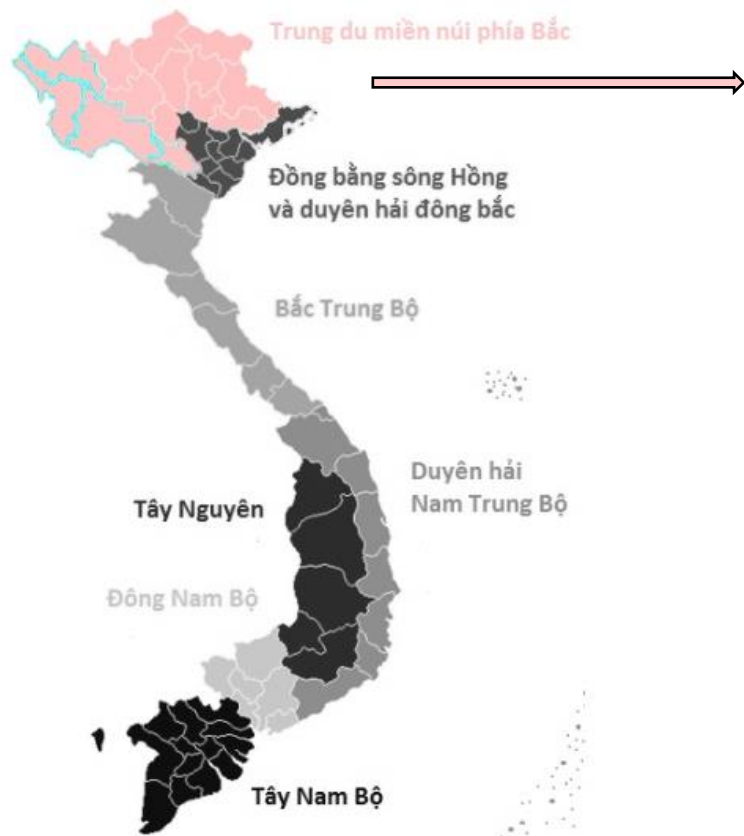 Trung du miền núi phía Bắc
Đồng bằng sông Hồng
và duyên hải đông bắc
Bắc Trung Bộ
Duyên hải
Nam Trung Bộ
Tây Nguyên
Đông Nam Bộ
Tây Nam Bộ